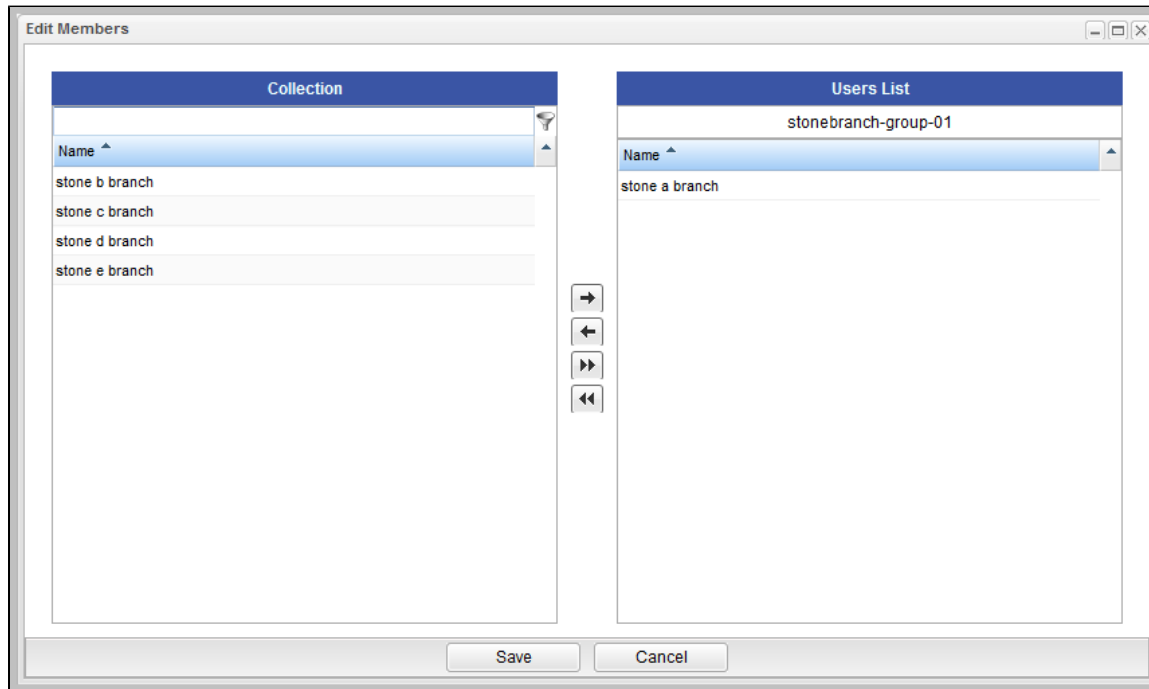 Edit Members
Collection
Name
stone b branch
stone c branch
stone d branch
stone e branch
Users List
stonebranch-group-01
Name
stone a branch
Save
Cancel